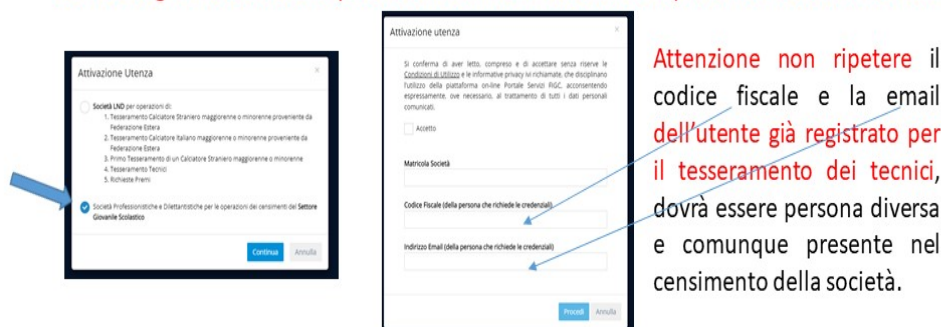 Attivazione Utenza
Società LND per operazioni di:
1. Tesseramento Calciatore Straniero maggiorenne o minorenne proveniente da
Federazione Estera
2. Tesseramento Calciatore Italiano maggiorenne o minorenne proveniente da
Federazione Estera
3. Primo Tesseramento di un Calciatore Straniero maggiorenne o minorenne
4. Tesseramento Tecnici
5. Richieste Premi
Società Professionistiche e Dilettantistiche per le operazioni dei censimenti del Settore
Giovanile Scolastico
Continua Annulla
Attivazione utenza
Si conferma di aver letto, compreso e di accettare senza riserve le
Condizioni di Utilizzo e le informative privacy ivi richiamate, che disciplinano
l'utilizzo della piattaforma on-line Portale Servizi FIGC, acconsentendo
espressamente, ove necessario, al trattamento di tutti i dati personali
comunicati.
Accetto
Matricola Società
Codice Fiscale (della persona che richiede le credenziali)
Indirizzo Email (della persona che richiede le credenziali)
Procedi Annulla
Attenzione non ripetere il
codice fiscale e la email
dell'utente già registrato per
il tesseramento dei tecnici,
dovrà essere persona diversa
e comunque presente nel
censimento della società.